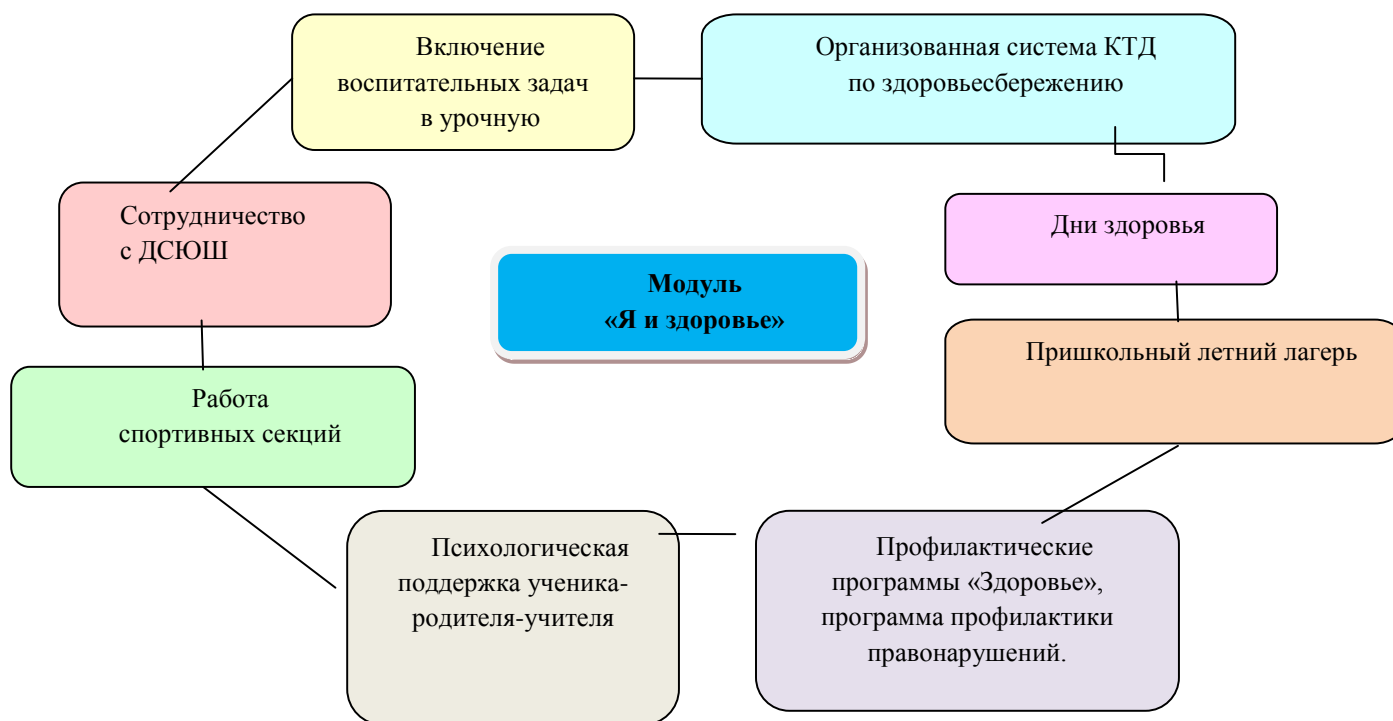 Включение
воспитательных задач
в урочную
Организованная система КТД
по здоровьесбережению
Сотрудничество
с ДСЮШ
Дни здоровья
Модуль
«Я и здоровье»
Пришкольный летний лагерь
Работа
спортивных секций
Психологическая
поддержка ученика-
родителя-учителя
Профилактические
программы «Здоровье»,
программа профилактики
правонарушений.